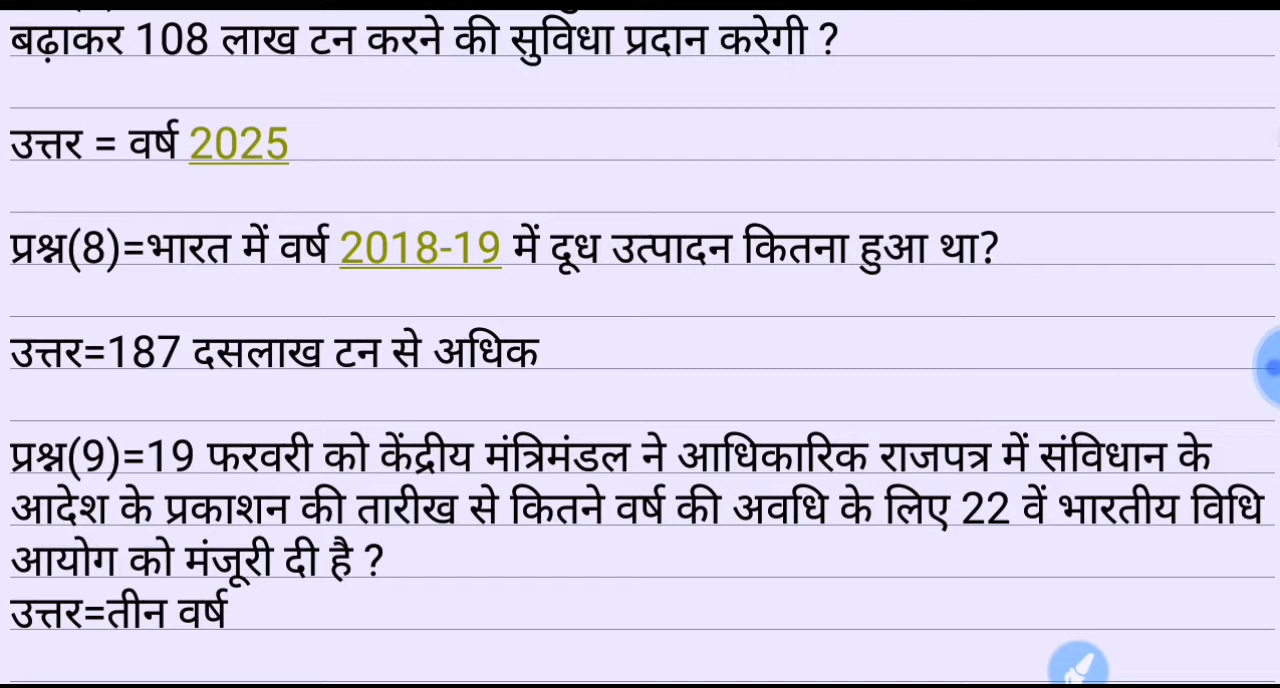 बढ़ाकर 108 लाख टन करने की सुविधा प्रदान करेगी ?
उत्तर = वर्ष 2025
प्रश्न(8)=भारत में वर्ष 2018-19 में दूध उत्पादन कितना हुआ था?
उत्तर=187 दसलाख टन से अधिक
प्रश्न(9)=19 फरवरी को केंद्रीय मंत्रिमंडल ने आधिकारिक राजपत्र में संविधान के
आदेश के प्रकाशन की तारीख से कितने वर्ष की अवधि के लिए 22 वें भारतीय विधि
आयोग को मंजूरी दी है ?
उत्तर=तीन वर्ष